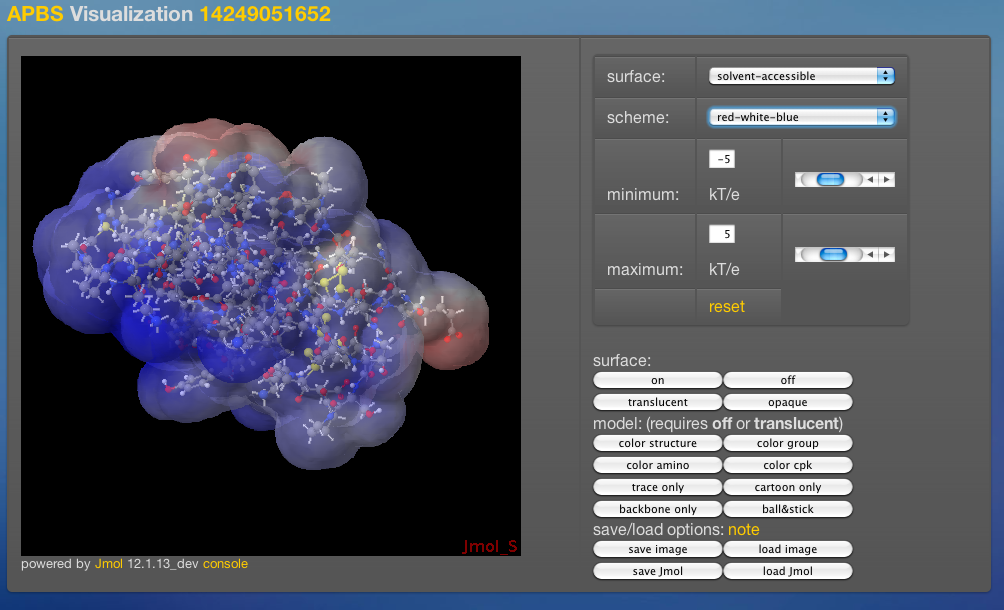 APBS Visualization 14249051652
surface: solvent-accessible
scheme: red-white-blue
-5
minimum: kT/e
5
maximum: kT/e
reset
surface:
on off
translucent opaque
model: (requires off or translucent)
color structure color group
color amino color cpk
trace only cartoon only
backbone only ball&stick
save/load options: note
save image load image
save Jmol load Jmol
Jmol_S
powered by Jmol 12.1.13_dev console